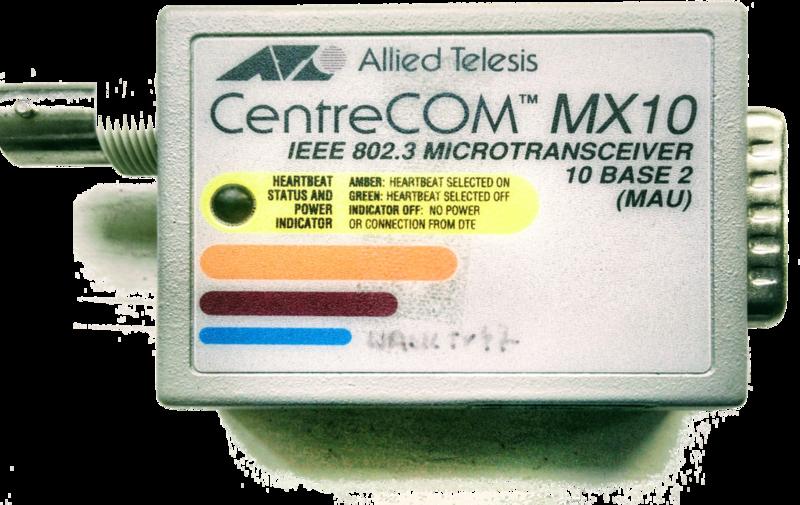 Allied Telesis
CentreCOM™ MX10
IEEE 802.3 MICROTRANSCEIVER
10 BASE 2
(MAU)
HEARTBEAT
STATUS AND
POWER
INDICATOR
AMBER: HEARTBEAT SELECTED ON
GREEN: HEARTBEAT SELECTED OFF
INDICATOR OFF: NO POWER
OR CONNECTION FROM DTE